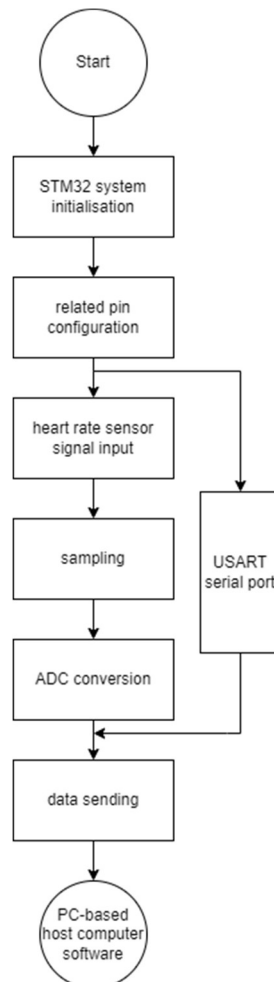 Start
STM32 system
initialisation
related pin
configuration
heart rate sensor
signal input
sampling
USART
serial port
ADC conversion
data sending
PC-based
host computer
software